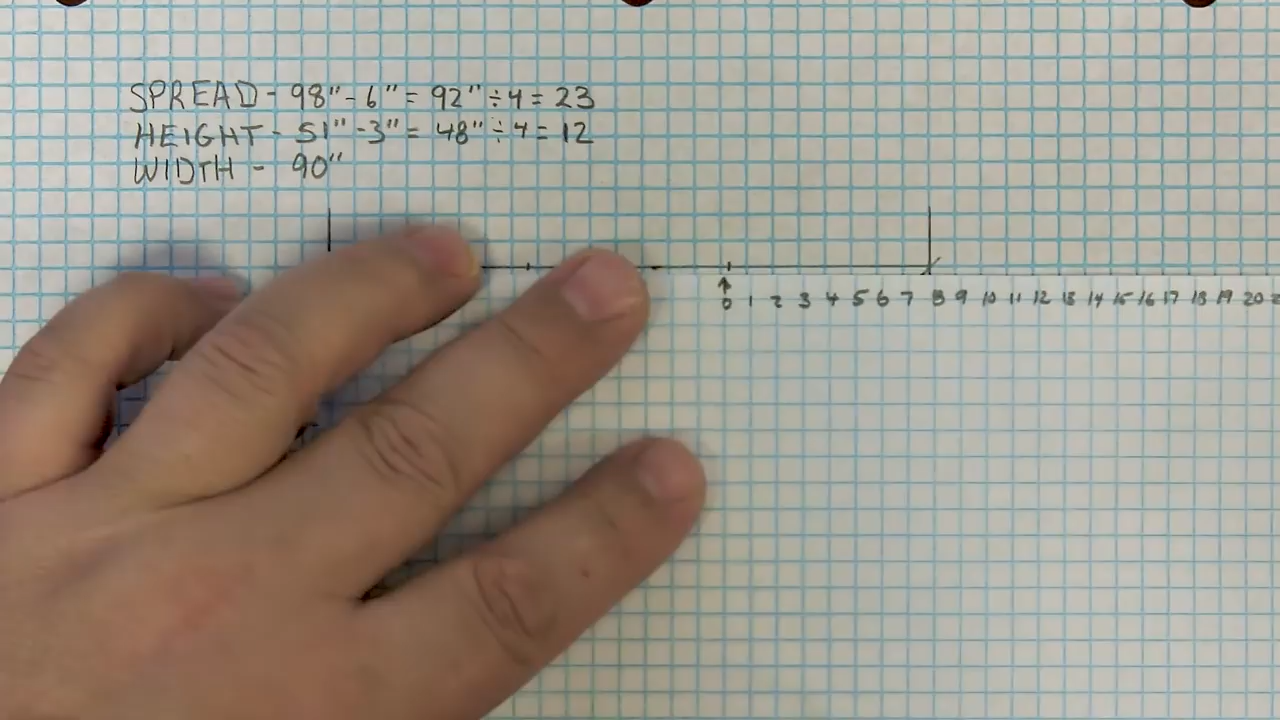 SPREAD - 98" - 6" = 92" ÷ 4 = 23
HEIGHT - 51" - 3" = 48" ÷ 4 = 12
WIDTH - 90"
0 1 2 3 4 5 6 7 8 9 10 11 12 13 14 15 16 17 18 19 20